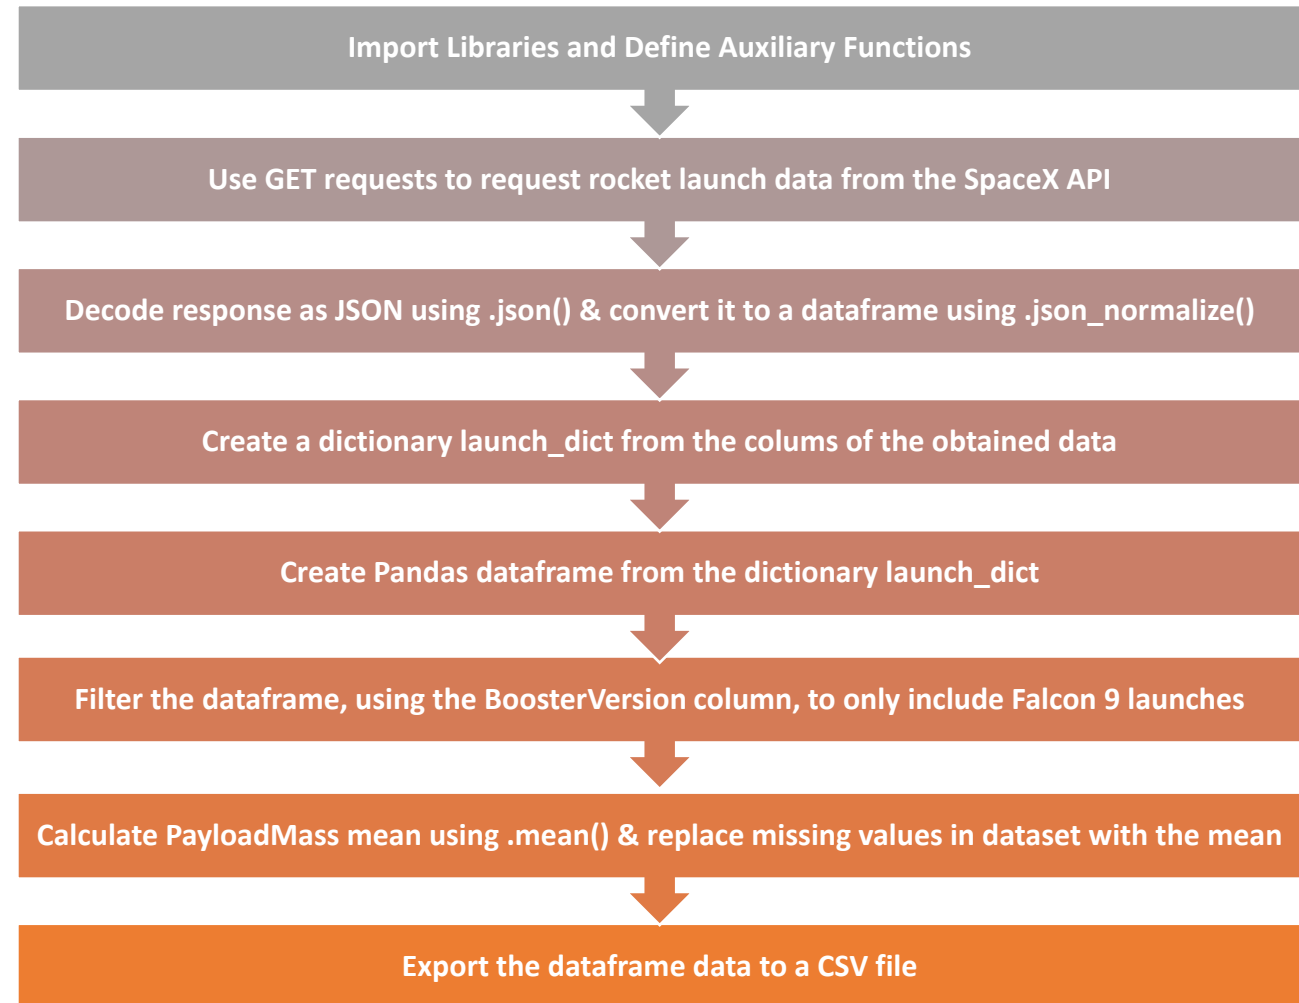 Import Libraries and Define Auxiliary Functions
Use GET requests to request rocket launch data from the SpaceX API
Decode response as JSON using .json() & convert it to a dataframe using .json_normalize()
Create a dictionary launch_dict from the colums of the obtained data
Create Pandas dataframe from the dictionary launch_dict
Filter the dataframe, using the BoosterVersion column, to only include Falcon 9 launches
Calculate PayloadMass mean using .mean() & replace missing values in dataset with the mean
Export the dataframe data to a CSV file